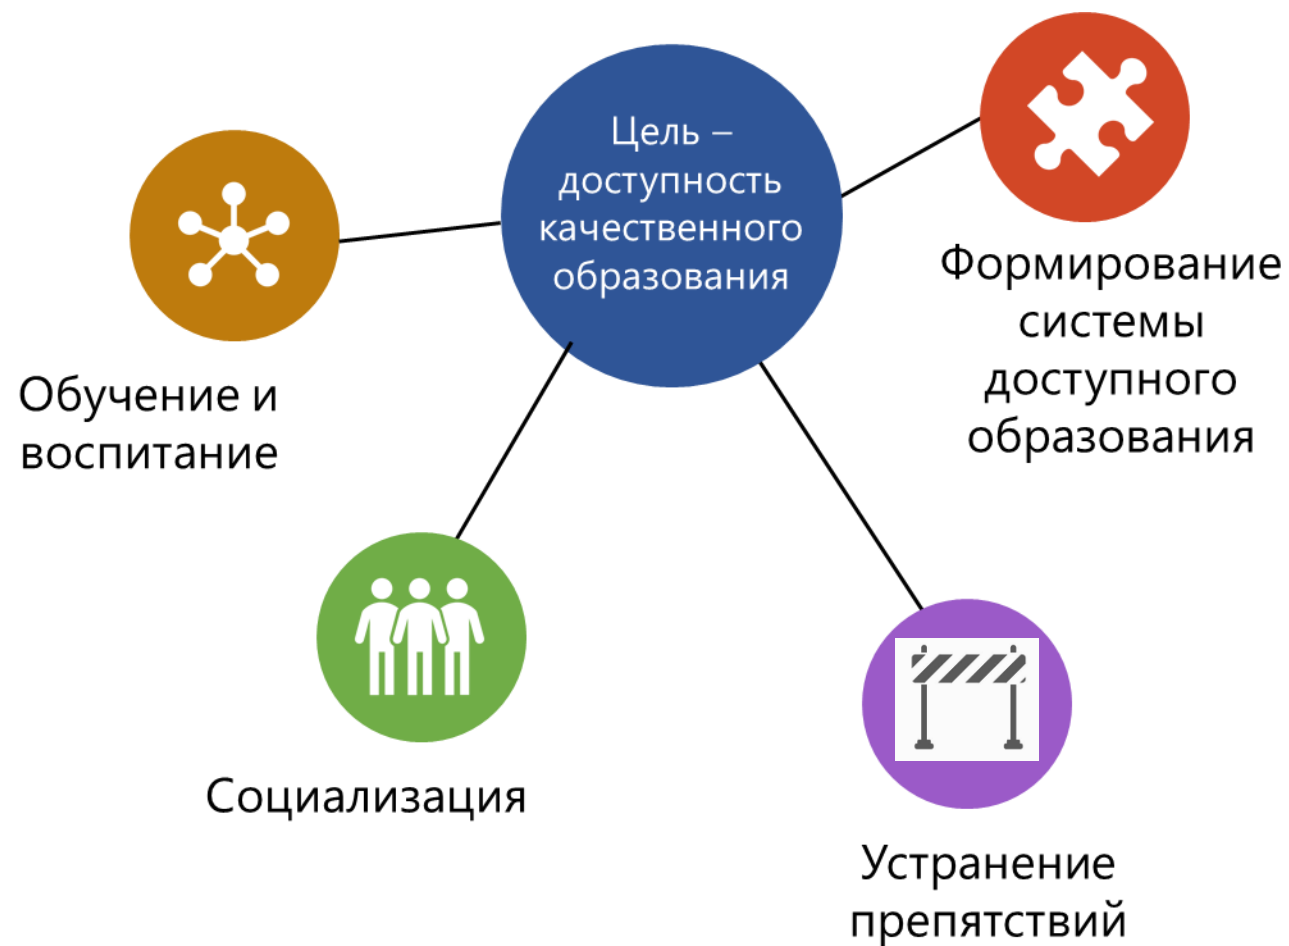 Цель –
доступность
качественного
образования
Формирование
системы
доступного
образования
Обучение и
воспитание
Социализация
Устранение
препятствий